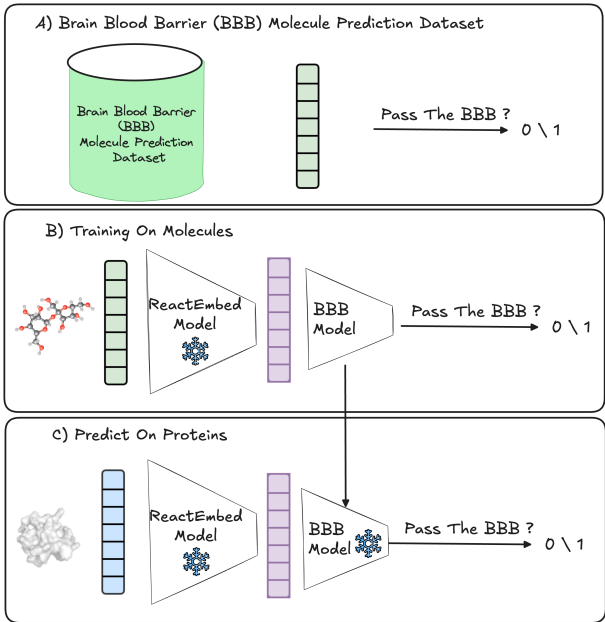 A) Brain Blood Barrier (BBB) Molecule Prediction Dataset
Brain Blood Barrier
(BBB)
Molecule Prediction
Dataset
Pass The BBB ?
0 \ 1
B) Training On Molecules
ReactEmbed
Model
BBB
Model
Pass The BBB ?
0 \ 1
C) Predict On Proteins
ReactEmbed
Model
BBB
Model
Pass The BBB ?
0 \ 1